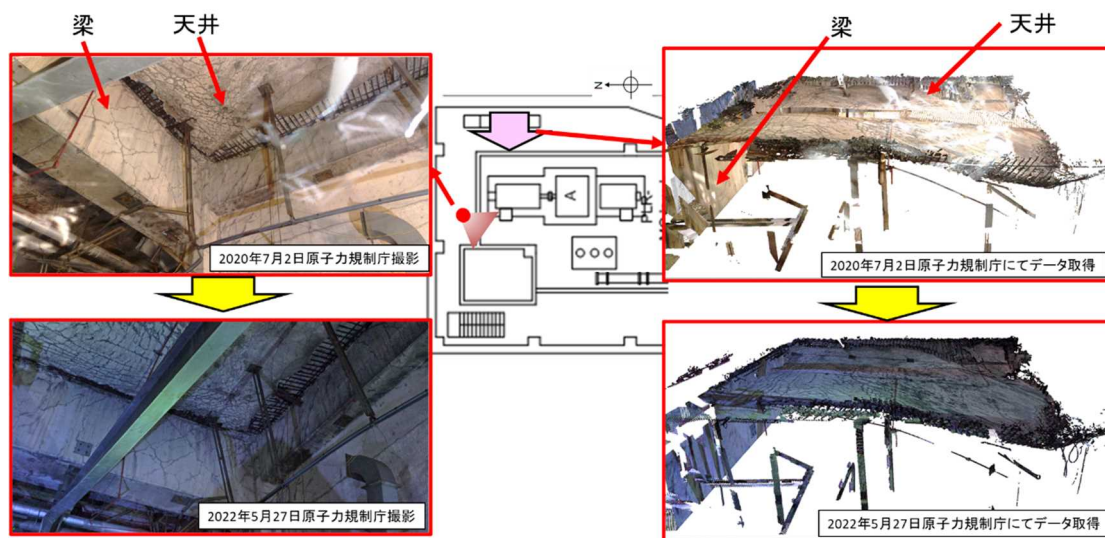 梁
天井
2020年7月2日原子力規制庁撮影
2022年5月27日原子力規制庁撮影
N
A
梁
天井
2020年7月2日原子力規制庁にてデータ取得
2022年5月27日原子力規制庁にてデータ取得